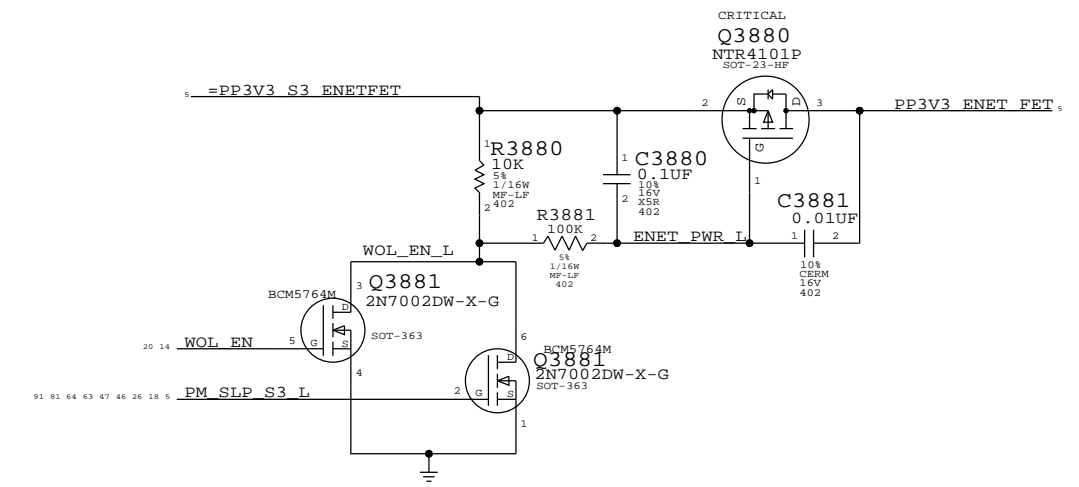 CRITICAL
Q3880
NTR4101P
SOT-23-HF
5 =PP3V3_S3_ENETFET
2 S D 3
G
1
PP3V3_ENET_FET 5
1 R3880
10K
5%
1/16W
MF-LF
402
2
1 C3880
0.1UF
10%
16V
X5R
402
2
R3881
100K
1 2
5%
1/16W
MF-LF
402
ENET_PWR_L
C3881
0.01UF
1 2
10%
CERM
16V
402
WOL_EN_L
3 Q3881
BCM5764M
2N7002DW-X-G
D
SOT-363
20 14 WOL_EN 5 G S
4
6
BCM5764M
Q3881
2N7002DW-X-G
SOT-363
D
91 81 64 63 47 46 26 18 5 PM_SLP_S3_L 2 G S
1